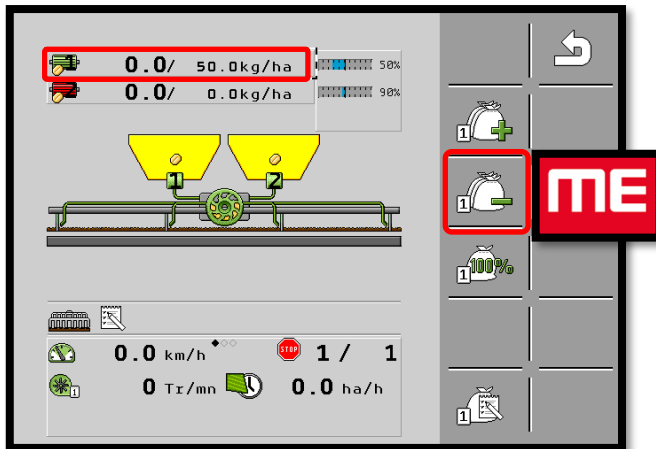 0.0/ 50.0kg/ha 50%
0.0/ 0.0kg/ha 90%
1
1 2
1
ME
1 100%
0.0 km/h STOP 1 / 1
1 0 Tr/mn 0.0 ha/h
1